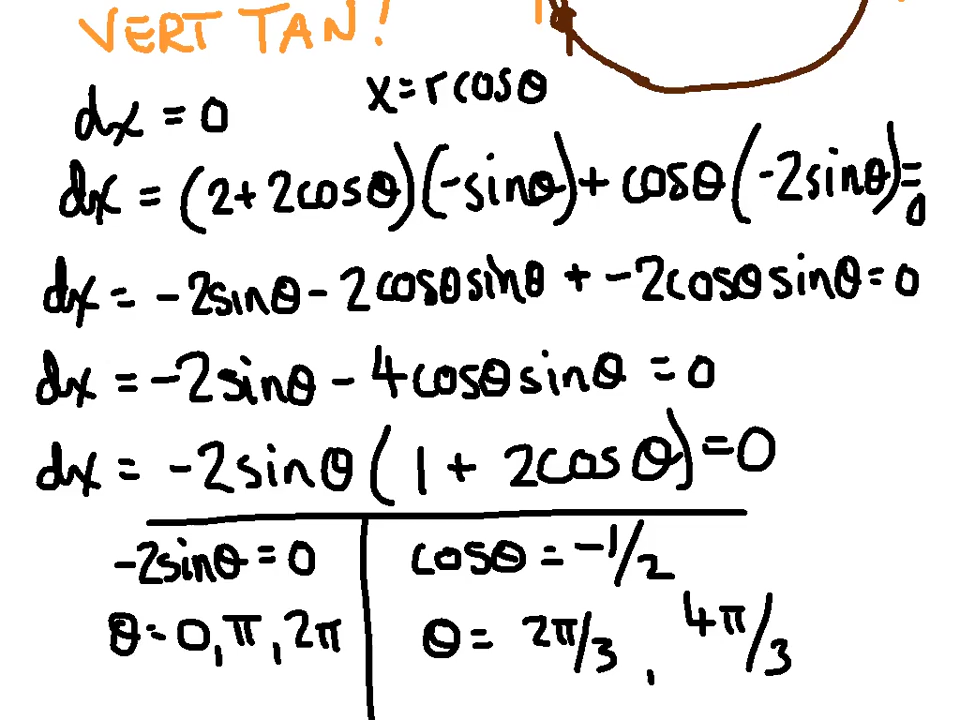 VERT TAN!
dx = 0 x = rcosθ
dx = (2 + 2cosθ)(-sinθ) + cosθ(-2sinθ) = 0
dx = -2sinθ - 2cosθsinθ + -2cosθsinθ = 0
dx = -2sinθ - 4cosθsinθ = 0
dx = -2sinθ(1 + 2cosθ) = 0
-2sinθ = 0 cosθ = -1/2
θ = 0, π, 2π θ = 2π/3, 4π/3